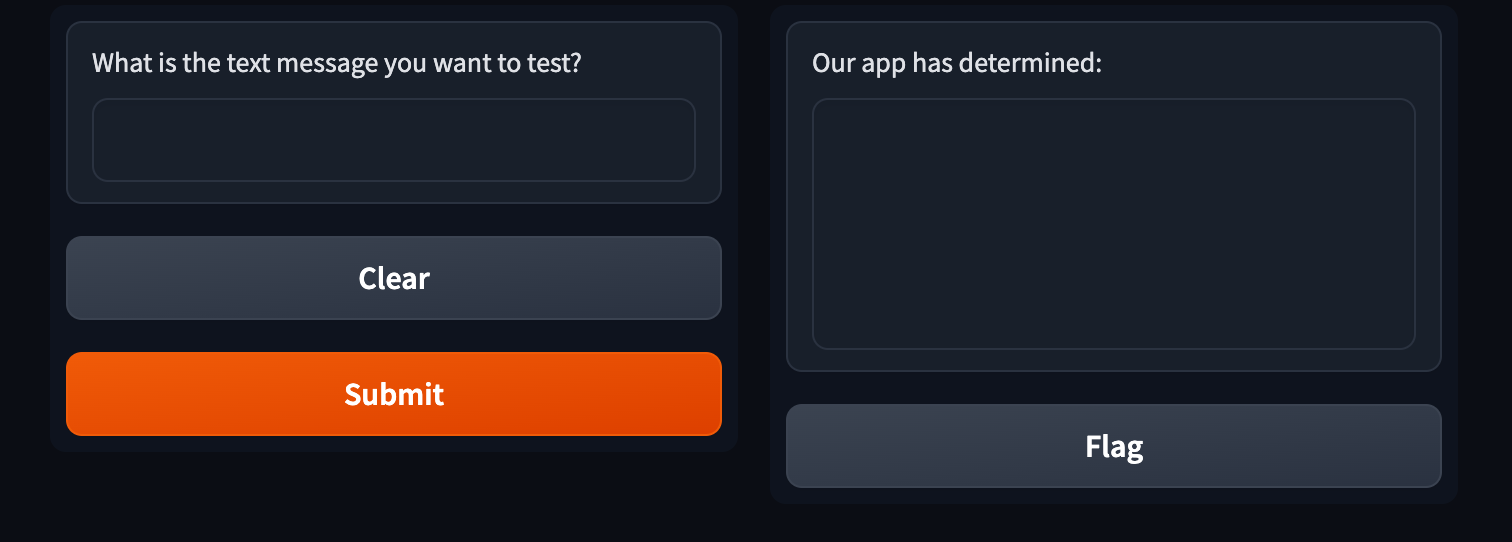 What is the text message you want to test?
Clear
Submit
Our app has determined:
Flag